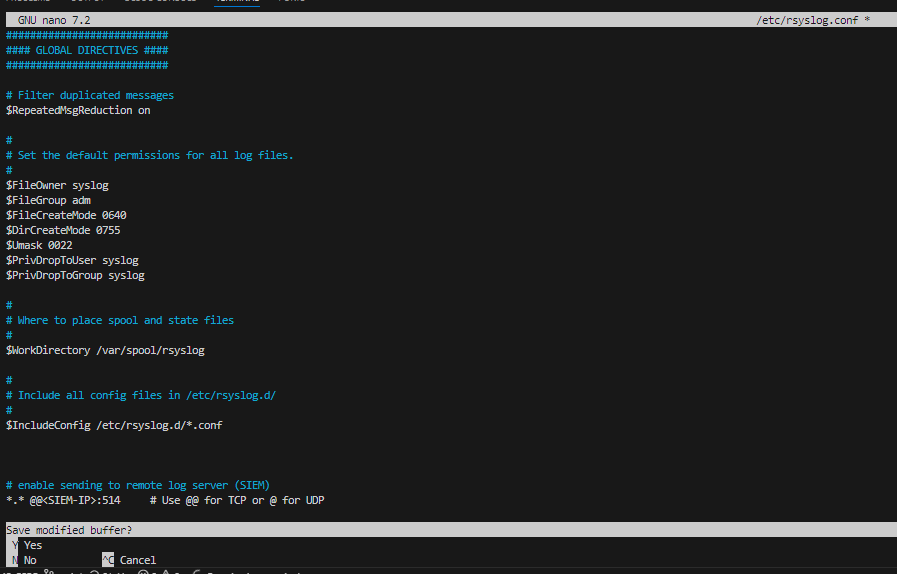 GNU nano 7.2 /etc/rsyslog.conf *
###########################
#### GLOBAL DIRECTIVES ####
###########################
# Filter duplicated messages
$RepeatedMsgReduction on
#
# Set the default permissions for all log files.
#
$FileOwner syslog
$FileGroup adm
$FileCreateMode 0640
$DirCreateMode 0755
$Umask 0022
$PrivDropToUser syslog
$PrivDropToGroup syslog
#
# Where to place spool and state files
#
$WorkDirectory /var/spool/rsyslog
#
# Include all config files in /etc/rsyslog.d/
#
$IncludeConfig /etc/rsyslog.d/*.conf
# enable sending to remote log server (SIEM)
*.* @@<SIEM-IP>:514     # Use @@ for TCP or @ for UDP
Save modified buffer?
Y Yes
N No ^C Cancel